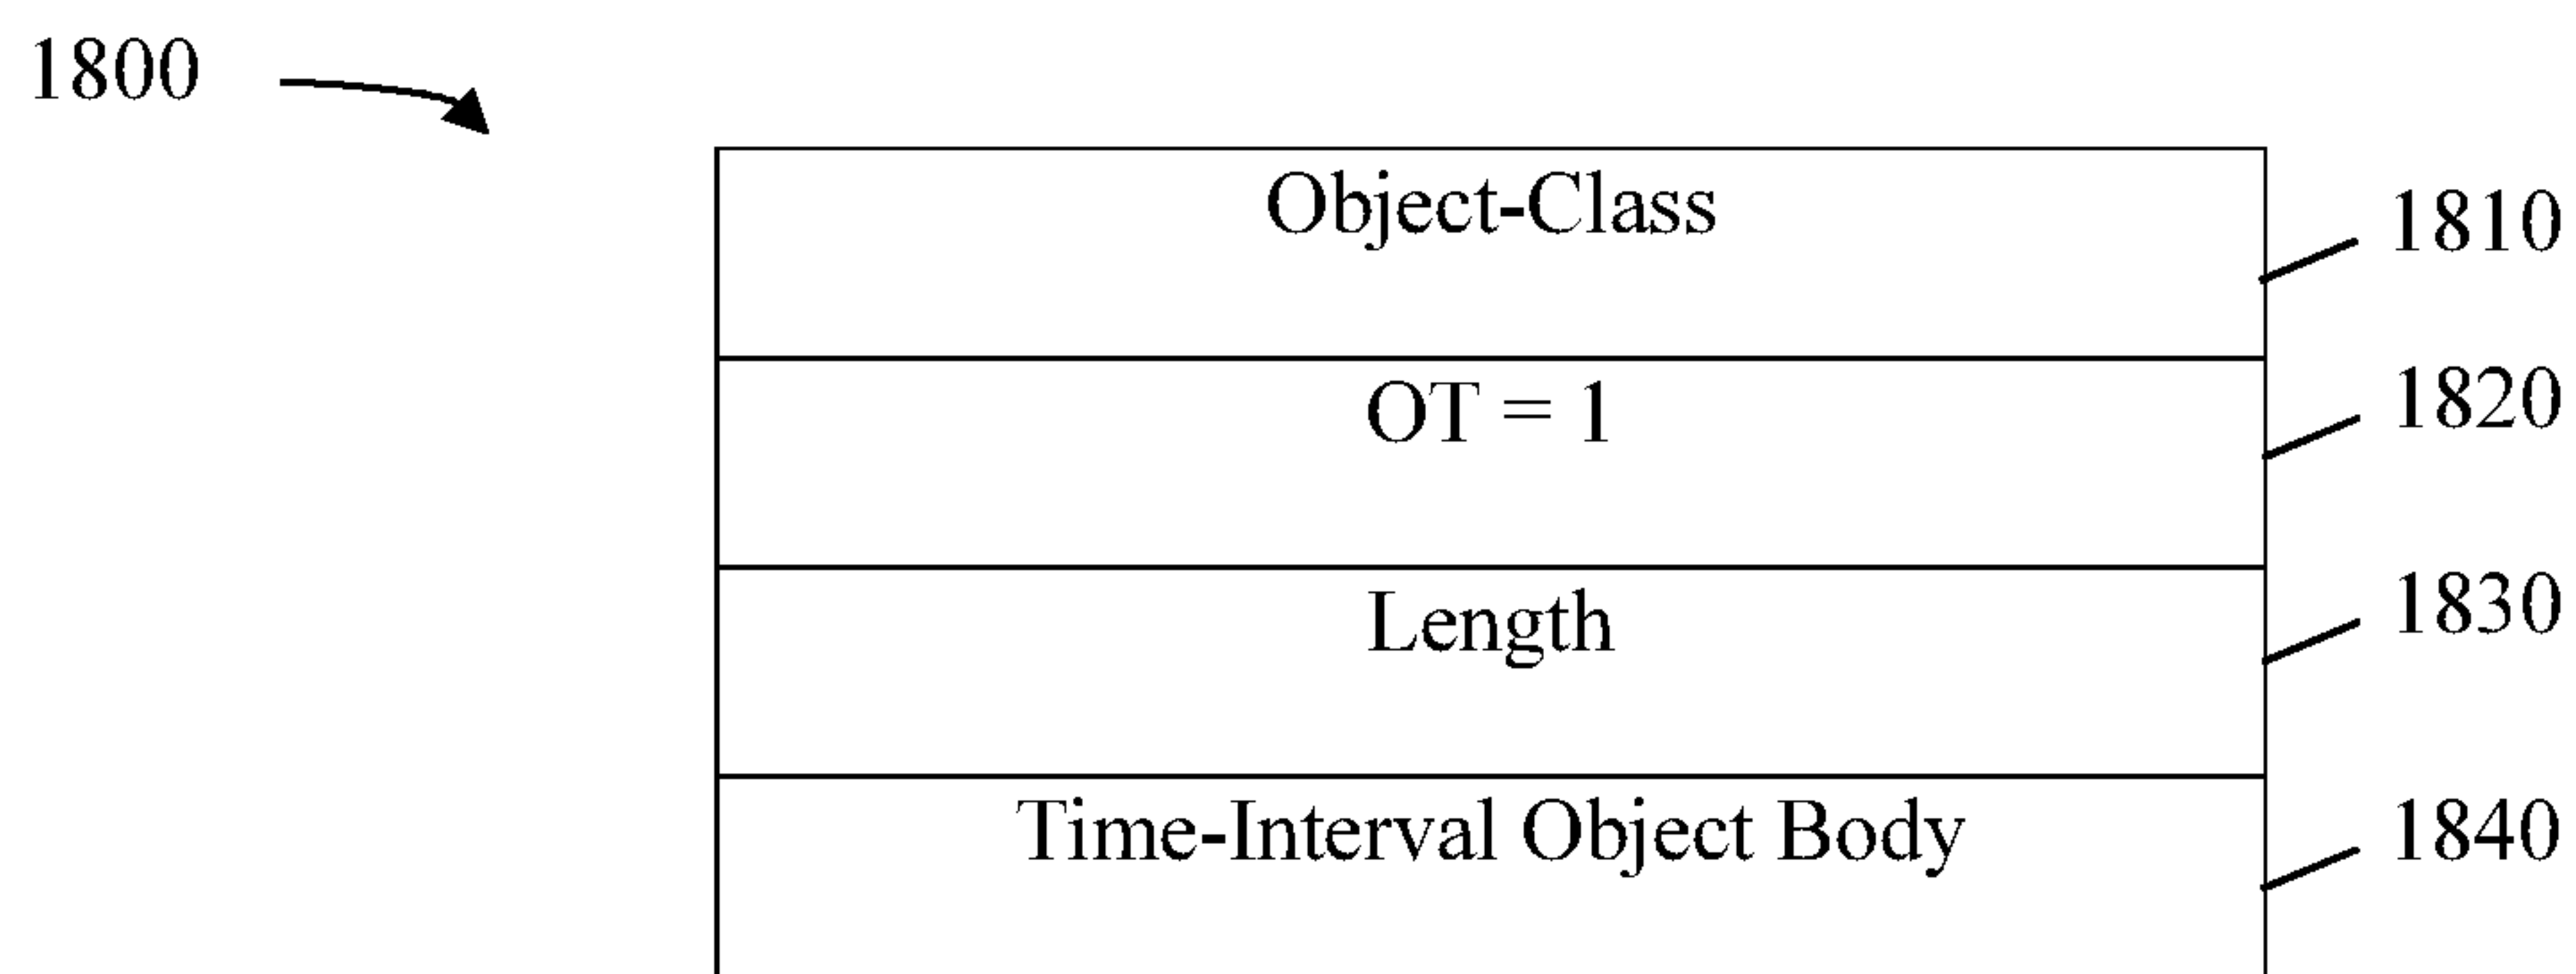 1800
Object-Class
1810
OT = 1
1820
Length
1830
Time-Interval Object Body
1840